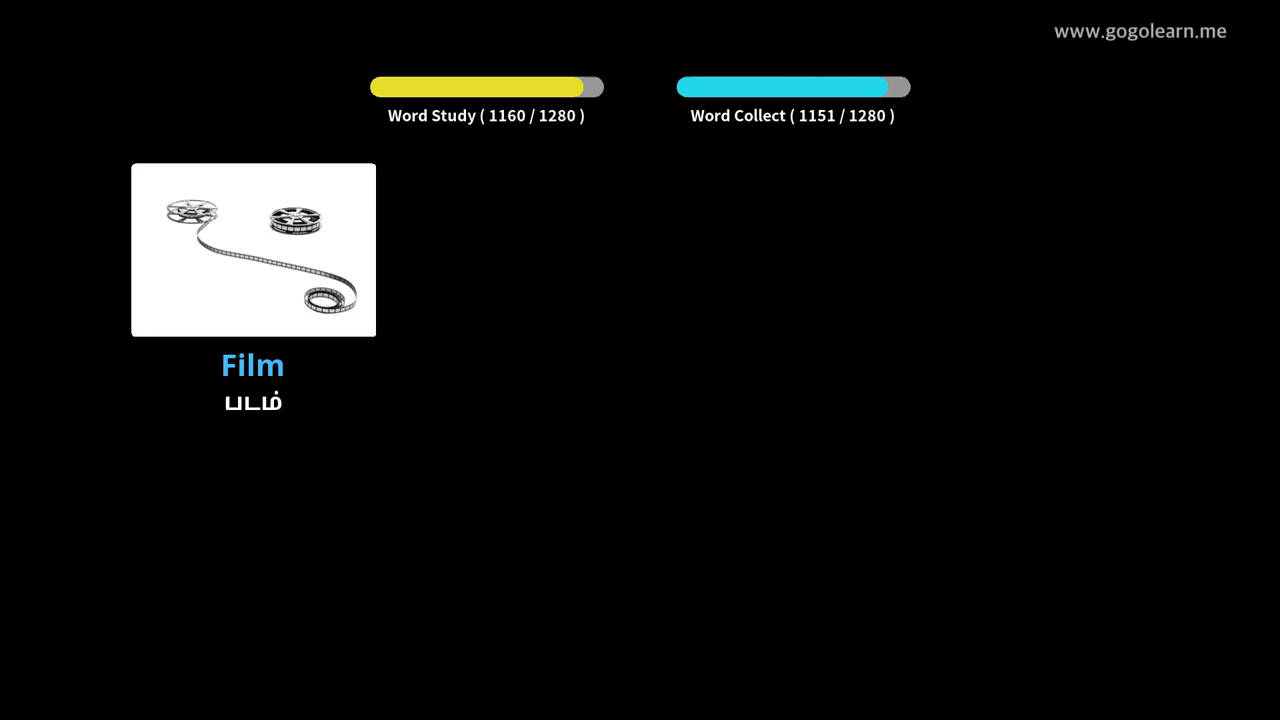 www.gogolearn.me
Word Study ( 1160 / 1280 )
Word Collect ( 1151 / 1280 )
Film
படம்